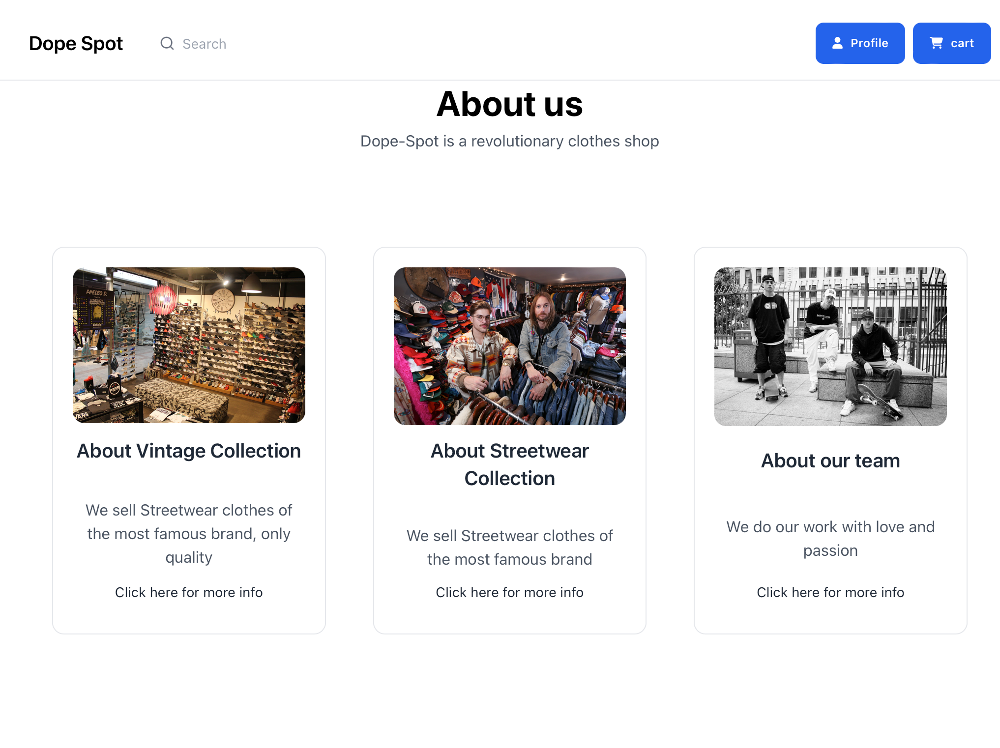 Dope Spot
Search
Profile
cart
About us
Dope-Spot is a revolutionary clothes shop
AMEDEO D.
VANS
About Vintage Collection
We sell Streetwear clothes of
the most famous brand, only
quality
Click here for more info
About Streetwear
Collection
We sell Streetwear clothes of
the most famous brand
Click here for more info
About our team
We do our work with love and
passion
Click here for more info